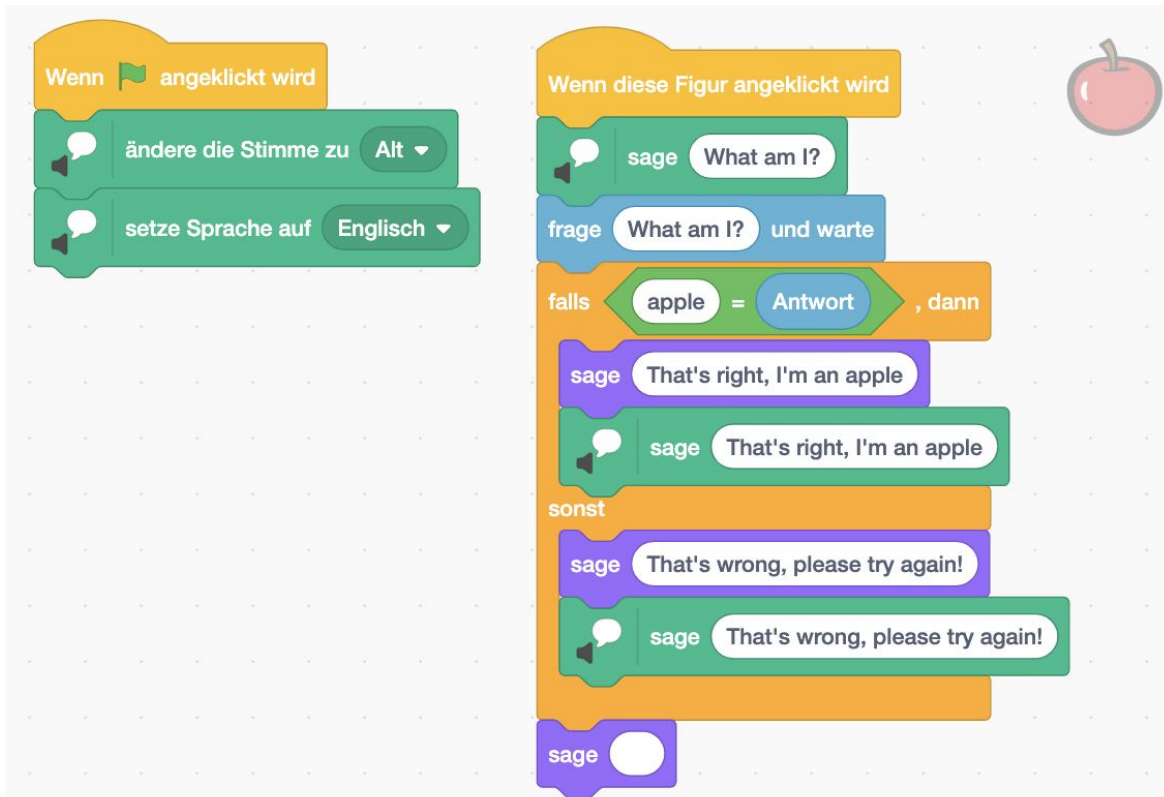 Wenn angeklickt wird
ändere die Stimme zu Alt
setze Sprache auf Englisch
Wenn diese Figur angeklickt wird
sage What am I?
frage What am I? und warte
falls apple = Antwort , dann
sage That's right, I'm an apple
sage That's right, I'm an apple
sonst
sage That's wrong, please try again!
sage That's wrong, please try again!
sage